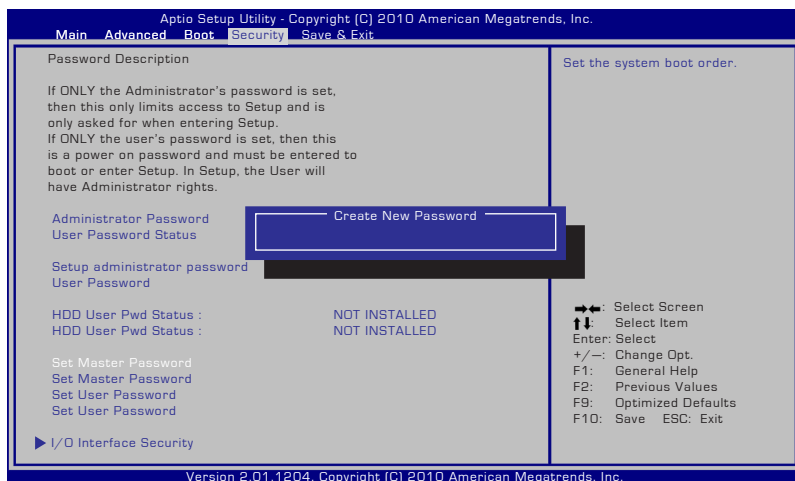 Aptio Setup Utility - Copyright (C) 2010 American Megatrends, Inc.
Main Advanced Boot Security Save & Exit
Password Description
If ONLY the Administrator's password is set,
then this only limits access to Setup and is
only asked for when entering Setup.
If ONLY the user's password is set, then this
is a power on password and must be entered to
boot or enter Setup. In Setup, the User will
have Administrator rights.
Administrator Password
User Password Status
Create New Password
Setup administrator password
User Password
HDD User Pwd Status : NOT INSTALLED
HDD User Pwd Status : NOT INSTALLED
Set Master Password
Set Master Password
Set User Password
Set User Password
I/O Interface Security
Set the system boot order.
→←: Select Screen
↑↓: Select Item
Enter: Select
+/—: Change Opt.
F1: General Help
F2: Previous Values
F9: Optimized Defaults
F10: Save ESC: Exit
Version 2.01.1204. Copyright (C) 2010 American Megatrends, Inc.